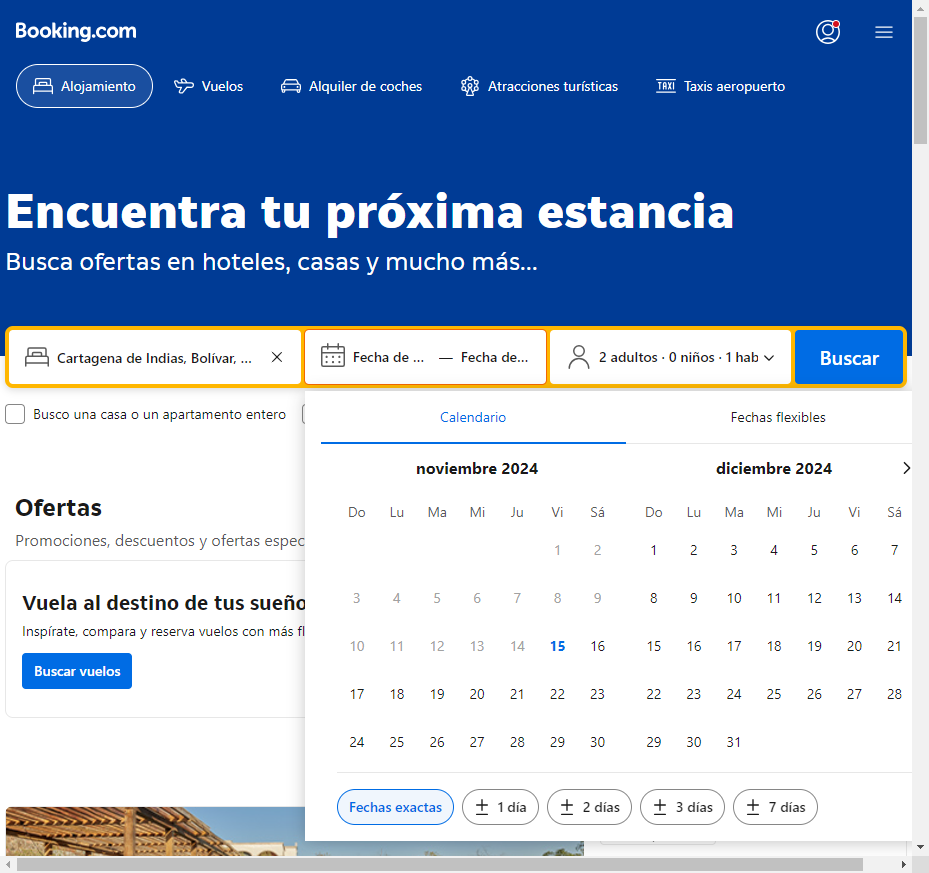 Booking.com
Alojamiento Vuelos Alquiler de coches Atracciones turísticas TAXI Taxis aeropuerto
Encuentra tu próxima estancia
Busca ofertas en hoteles, casas y mucho más...
Cartagena de Indias, Bolívar, ... Fecha de ... — Fecha de... 2 adultos · 0 niños · 1 hab Buscar
Busco una casa o un apartamento entero
Calendario Fechas flexibles
noviembre 2024 diciembre 2024
Do Lu Ma Mi Ju Vi Sá Do Lu Ma Mi Ju Vi Sá
1 2 1 2 3 4 5 6 7
3 4 5 6 7 8 9 8 9 10 11 12 13 14
10 11 12 13 14 15 16 15 16 17 18 19 20 21
17 18 19 20 21 22 23 22 23 24 25 26 27 28
24 25 26 27 28 29 30 29 30 31
Fechas exactas ± 1 día ± 2 días ± 3 días ± 7 días
Ofertas
Promociones, descuentos y ofertas espec
Vuela al destino de tus sueño
Inspírate, compara y reserva vuelos con más fl
Buscar vuelos